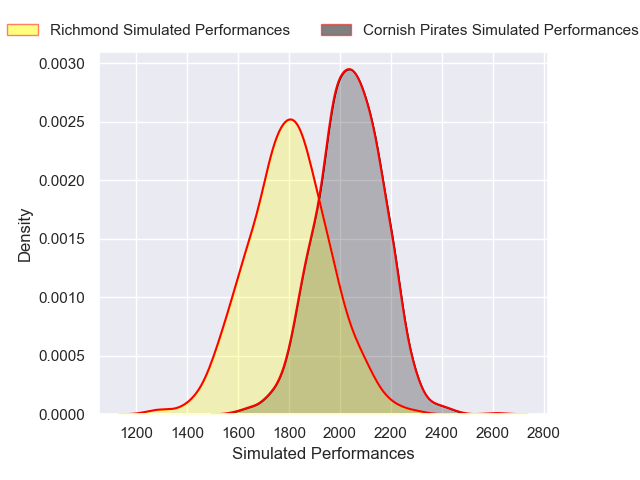 Richmond Simulated Performances
Cornish Pirates Simulated Performances
0.0030
0.0025
0.0020
0.0015
0.0010
0.0005
0.0000
Density
1200 1400 1600 1800 2000 2200 2400 2600 2800
Simulated Performances